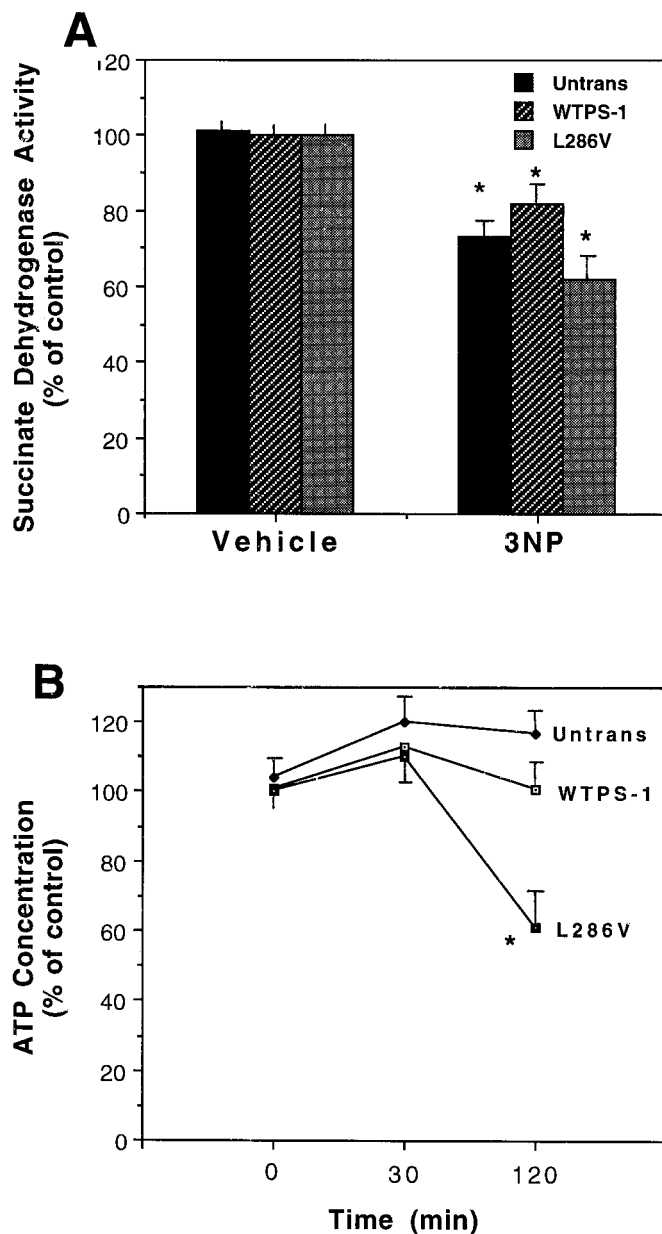 A
Succinate Dehydrogenase Activity
(% of control)
120
100
80
60
40
20
0
Untrans
WTPS-1
L286V
*
*
*
Vehicle
3NP
B
ATP Concentration
(% of control)
120
100
80
60
40
20
0
Untrans
WTPS-1
L286V
*
0
30
120
Time (min)